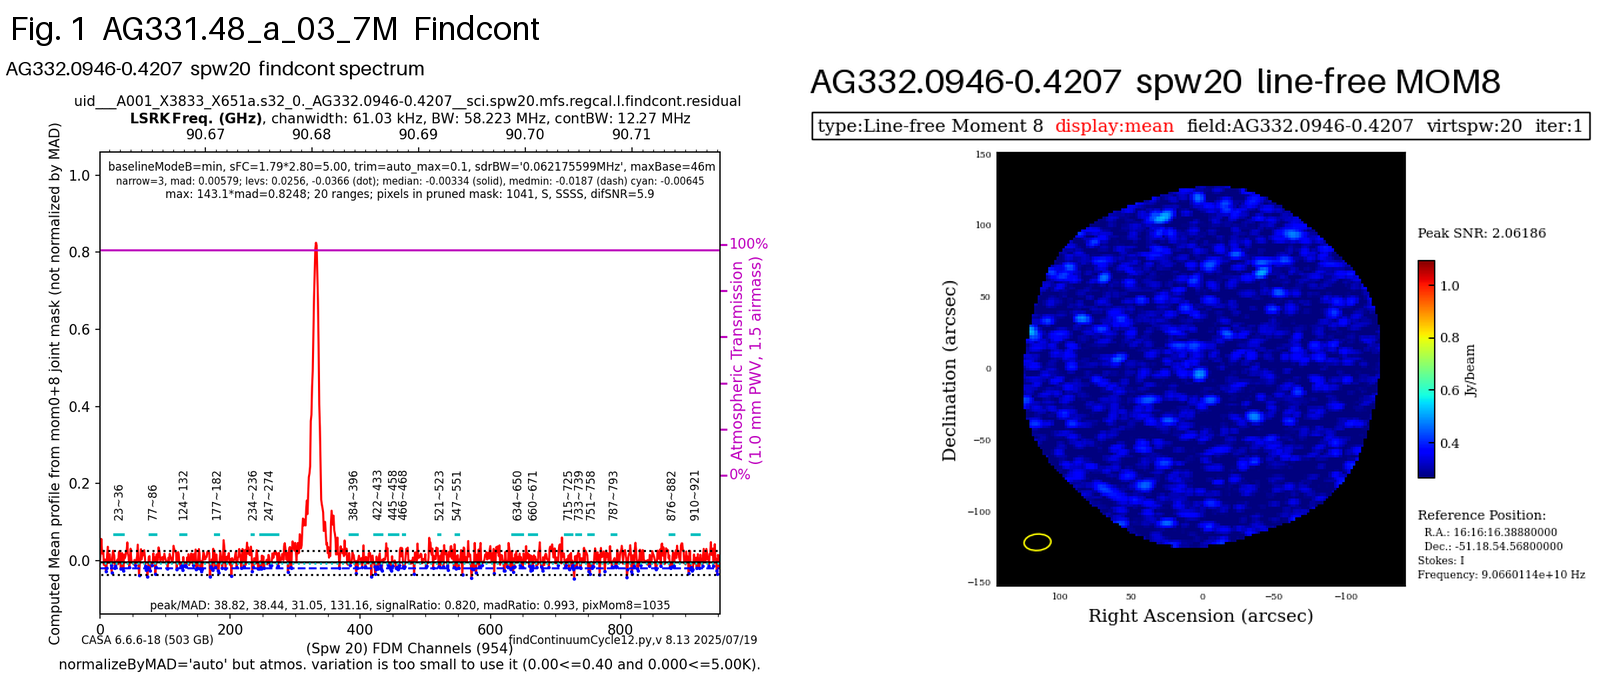 Fig. 1 AG331.48_a_03_7M Findcont
AG332.0946-0.4207 spw20 findcont spectrum
uid___A001_X3833_X651a.s32_0._AG332.0946-0.4207__sci.spw20.mfs.regcal.I.findcont.residual
LSRK Freq. (GHz), chanwidth: 61.03 kHz, BW: 58.223 MHz, contBW: 12.27 MHz
90.67 90.68 90.69 90.70 90.71
baselineModeB=min, sFC=1.79*2.80=5.00, trim=auto_max=0.1, sdrBW='0.062175599MHz', maxBase=46m
narrow=3, mad: 0.00579; levs: 0.0256, -0.0366 (dot); median: -0.00334 (solid), medmin: -0.0187 (dash) cyan: -0.00645
max: 143.1*mad=0.8248; 20 ranges; pixels in pruned mask: 1041, S, SSSS, difSNR=5.9
Computed Mean profile from mom0+8 joint mask (not normalized by MAD)
1.0
0.8
0.6
0.4
0.2
0.0
100%
0%
Atmospheric Transmission
(1.0 mm PWV, 1.5 airmass)
23~36
77~86
124~132
177~182
234~236
247~274
384~396
422~433
445~458
466~468
521~523
547~551
634~650
660~671
715~725
733~739
751~758
787~793
876~882
910~921
peak/MAD: 38.82, 38.44, 31.05, 131.16, signalRatio: 0.820, madRatio: 0.993, pixMom8=1035
0 200 400 600 800
CASA 6.6.6-18 (503 GB)
(Spw 20) FDM Channels (954)
findContinuumCycle12.py,v 8.13 2025/07/19
normalizeByMAD='auto' but atmos. variation is too small to use it (0.00<=0.40 and 0.000<=5.00K).
AG332.0946-0.4207 spw20 line-free MOM8
type:Line-free Moment 8 display:mean field:AG332.0946-0.4207 virtspw:20 iter:1
150
100
50
0
−50
−100
−150
Declination (arcsec)
100 50 0 −50 −100
Right Ascension (arcsec)
Peak SNR: 2.06186
1.0
0.8
0.6
0.4
Jy/beam
Reference Position:
R.A.: 16:16:16.38880000
Dec.: -51.18.54.56800000
Stokes: I
Frequency: 9.0660114e+10 Hz